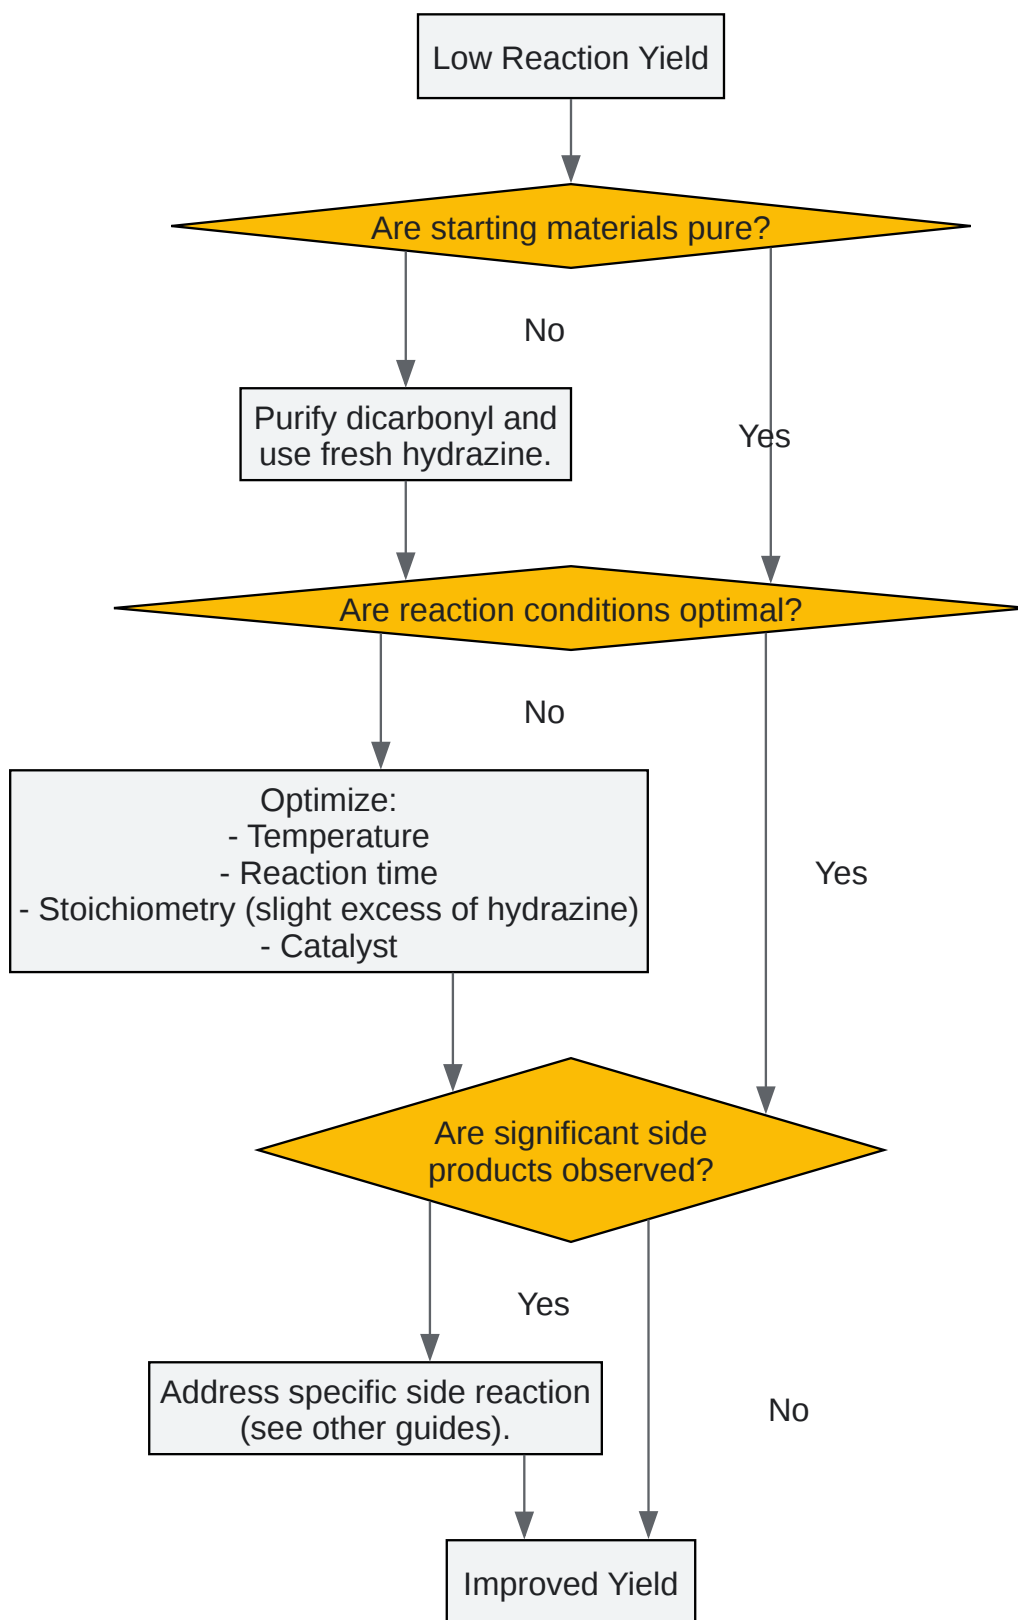 Low Reaction Yield
Are starting materials pure?
No
Purify dicarbonyl and
use fresh hydrazine.
Yes
Are reaction conditions optimal?
No
Optimize:
- Temperature
- Reaction time
- Stoichiometry (slight excess of hydrazine)
- Catalyst
Yes
Are significant side
products observed?
Yes
Address specific side reaction
(see other guides).
No
Improved Yield